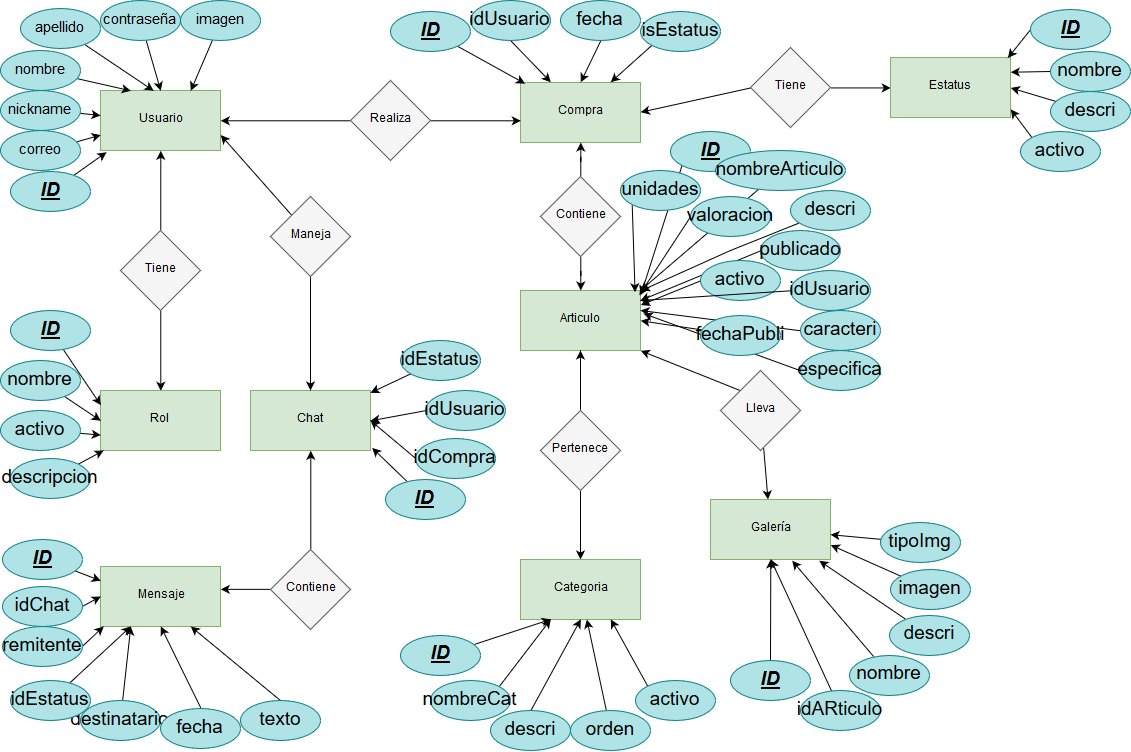 apellido
contraseña
imagen
nombre
nickname
correo
ID
Usuario
Realiza
ID
idUsuario
fecha
isEstatus
Compra
Tiene
Estatus
ID
nombre
descri
activo
Tiene
Maneja
Contiene
ID
nombreArticulo
unidades
valoracion
descri
publicado
activo
idUsuario
fechaPubli
caracteri
especifica
Articulo
ID
nombre
activo
descripcion
Rol
Chat
idEstatus
idUsuario
idCompra
ID
Pertenece
Lleva
Galería
tipoImg
imagen
descri
nombre
idARticulo
ID
ID
idChat
remitente
idEstatus
destinatario
fecha
texto
Mensaje
Contiene
Categoria
ID
nombreCat
descri
orden
activo